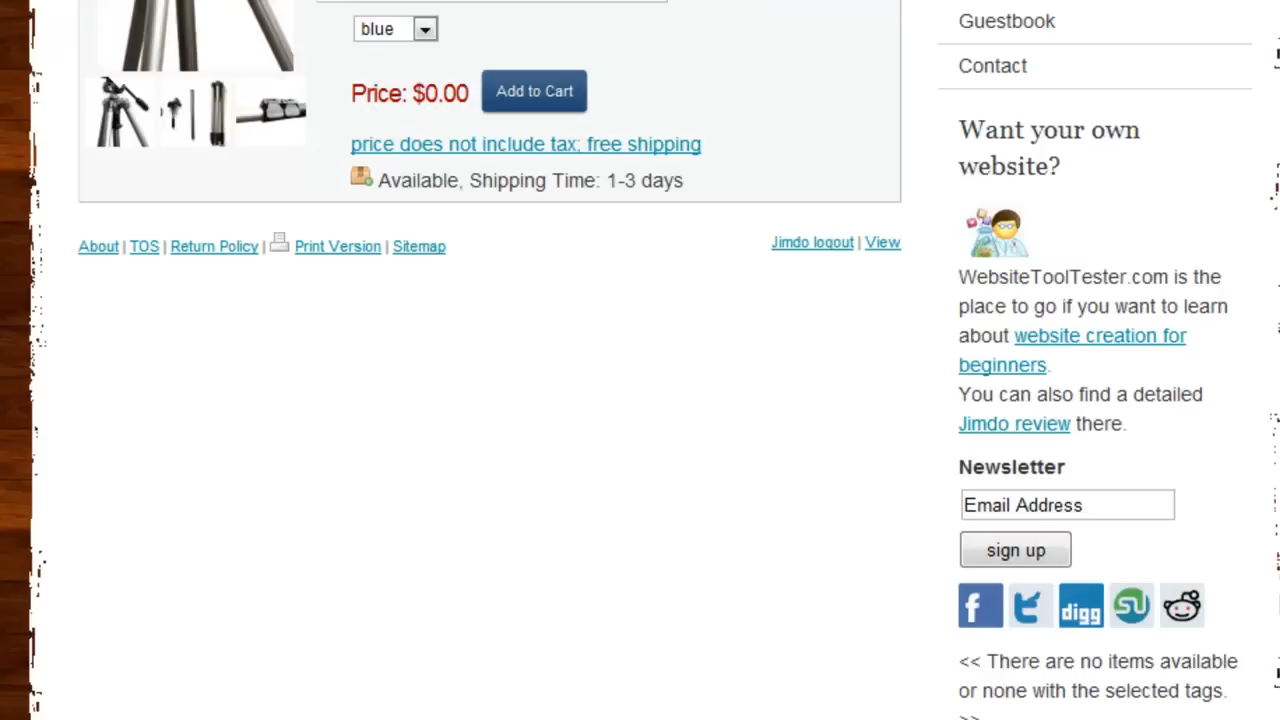 blue
Price: $0.00 Add to Cart
price does not include tax; free shipping
Available, Shipping Time: 1-3 days
About | TOS | Return Policy | Print Version | Sitemap
Jimdo logout | View
Guestbook
Contact
Want your own
website?
WebsiteToolTester.com is the
place to go if you want to learn
about website creation for
beginners.
You can also find a detailed
Jimdo review there.
Newsletter
Email Address
sign up
f t digg SU
<< There are no items available
or none with the selected tags.
>>